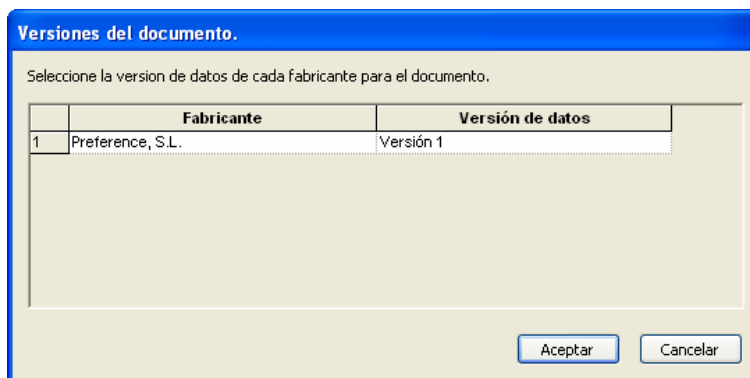 Versiones del documento.
Seleccione la version de datos de cada fabricante para el documento.
Fabricante Versión de datos
1 Preference, S.L. Versión 1
Aceptar Cancelar